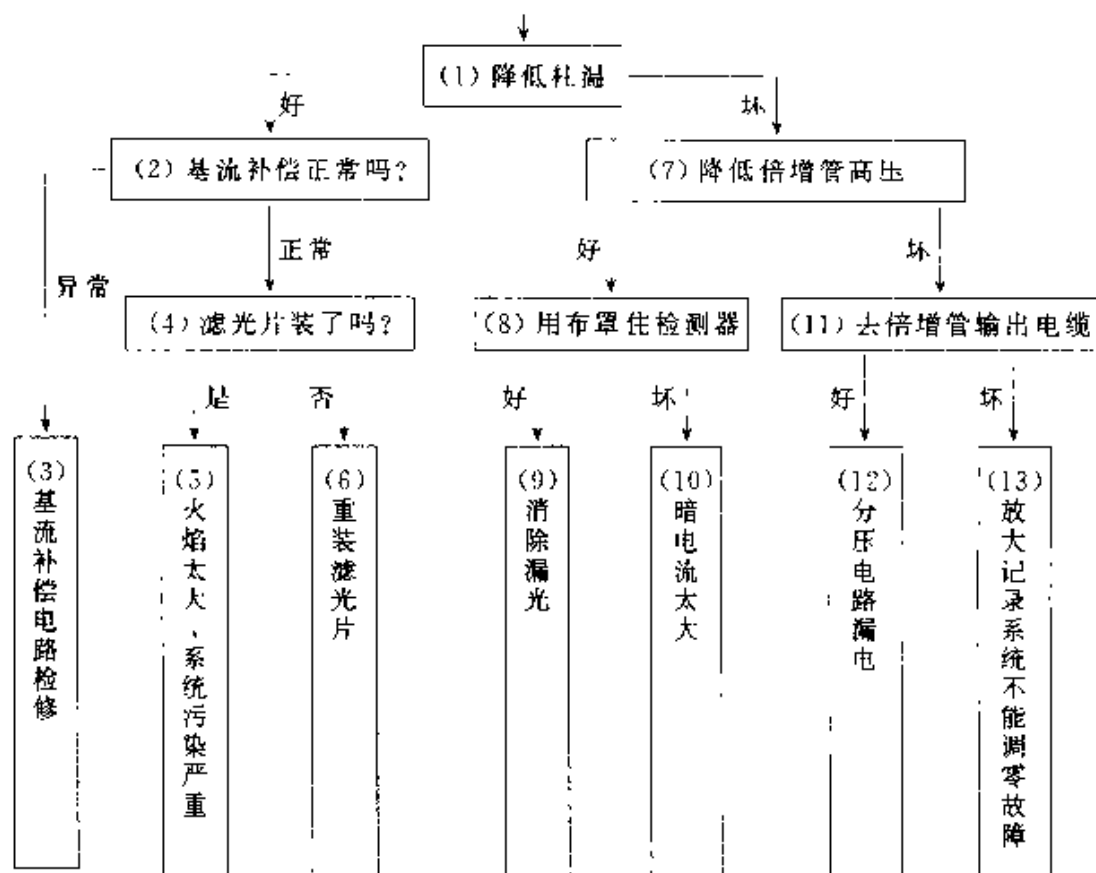 (1)降低柱温
好
坏
(2)基流补偿正常吗?
(7)降低倍增管高压
异常
正常
好
坏
(4)滤光片装了吗?
(8)用布罩住检测器
(11)去倍增管输出电缆
是
否
好
坏
好
坏
(3)基流补偿电路检修
(5)火焰太大、系统污染严重
(6)重装滤光片
(9)消除漏光
(10)暗电流太大
(12)分压电路漏电
(13)放大记录系统不能调零故障